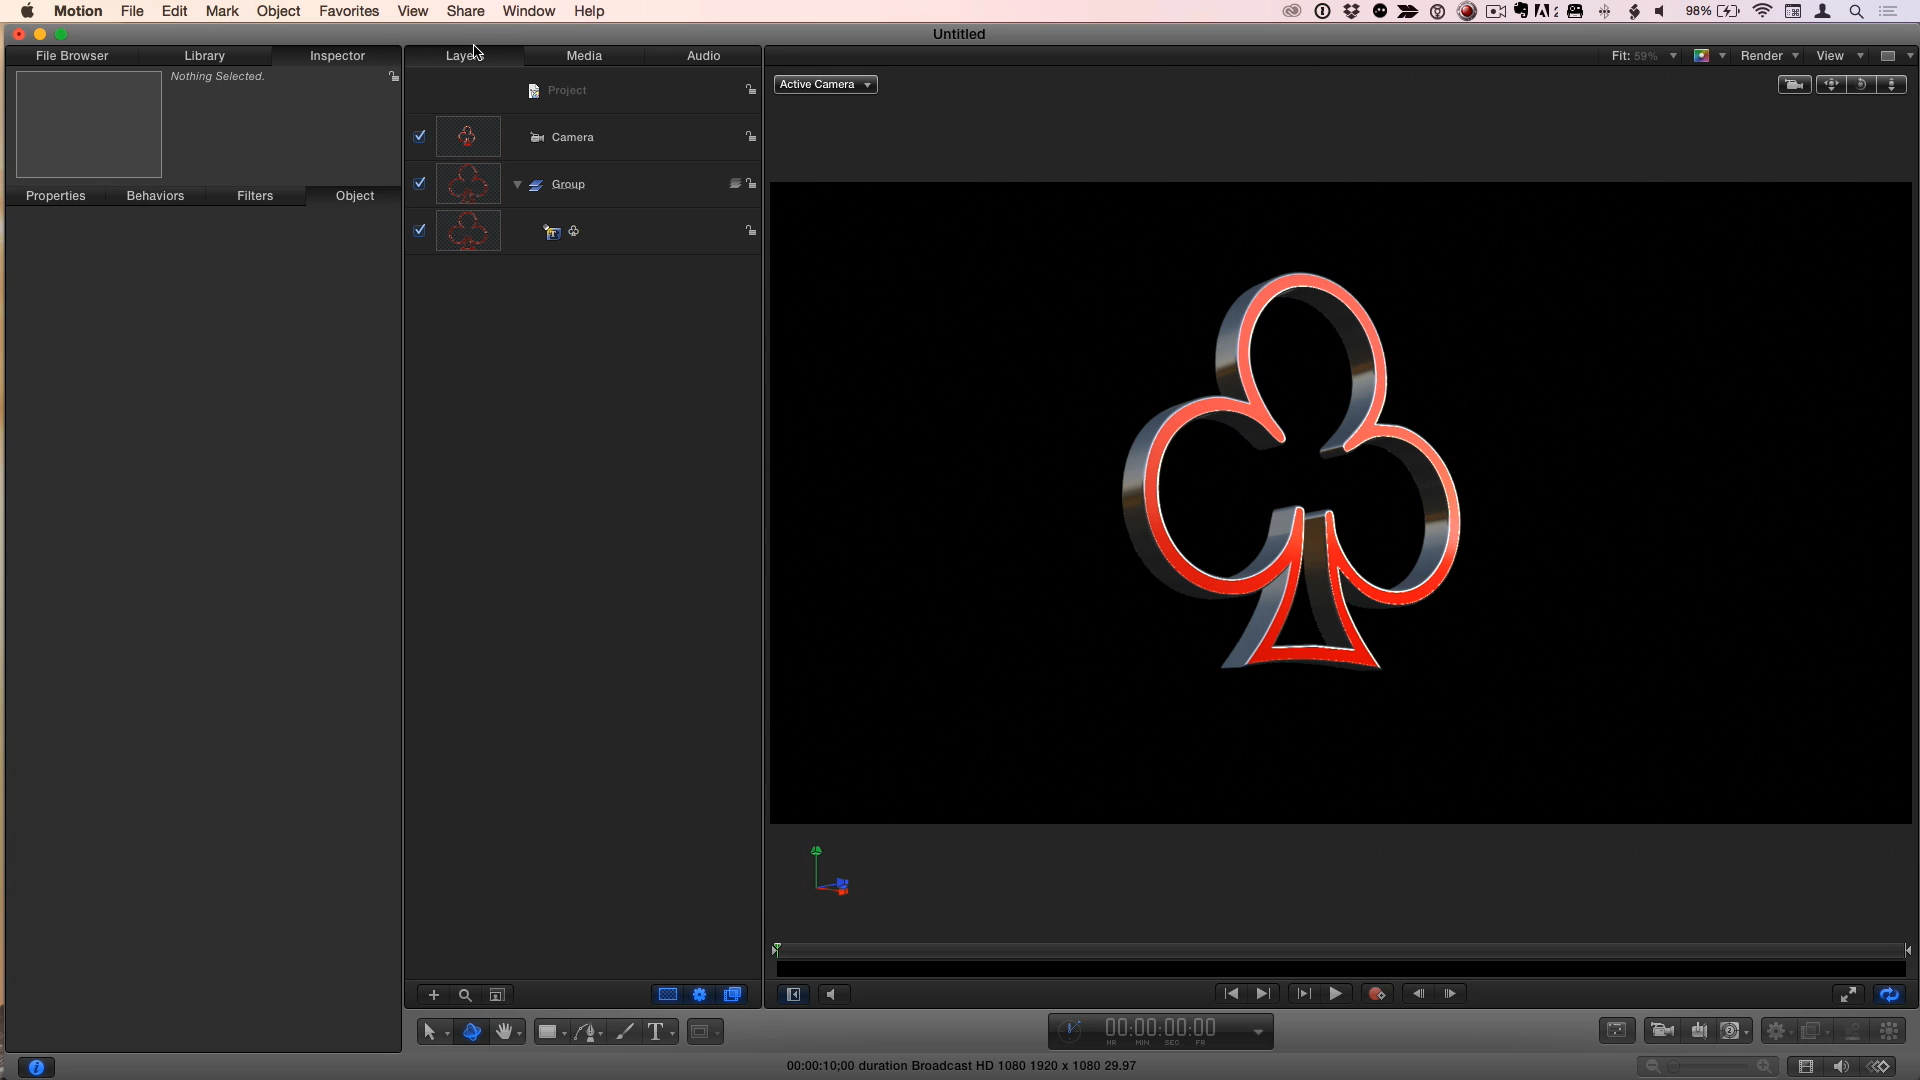 Motion File Edit Mark Object Favorites View Share Window Help 98%
Untitled
File Browser Library Inspector Media Audio Fit: 59% Render View
Nothing Selected.
Active Camera
Project
Camera
Properties Behaviors Filters Object
Group
♧
00:00:00:00
HR MIN SEC FR
00:00:10;00 duration Broadcast HD 1080 1920 x 1080 29.97